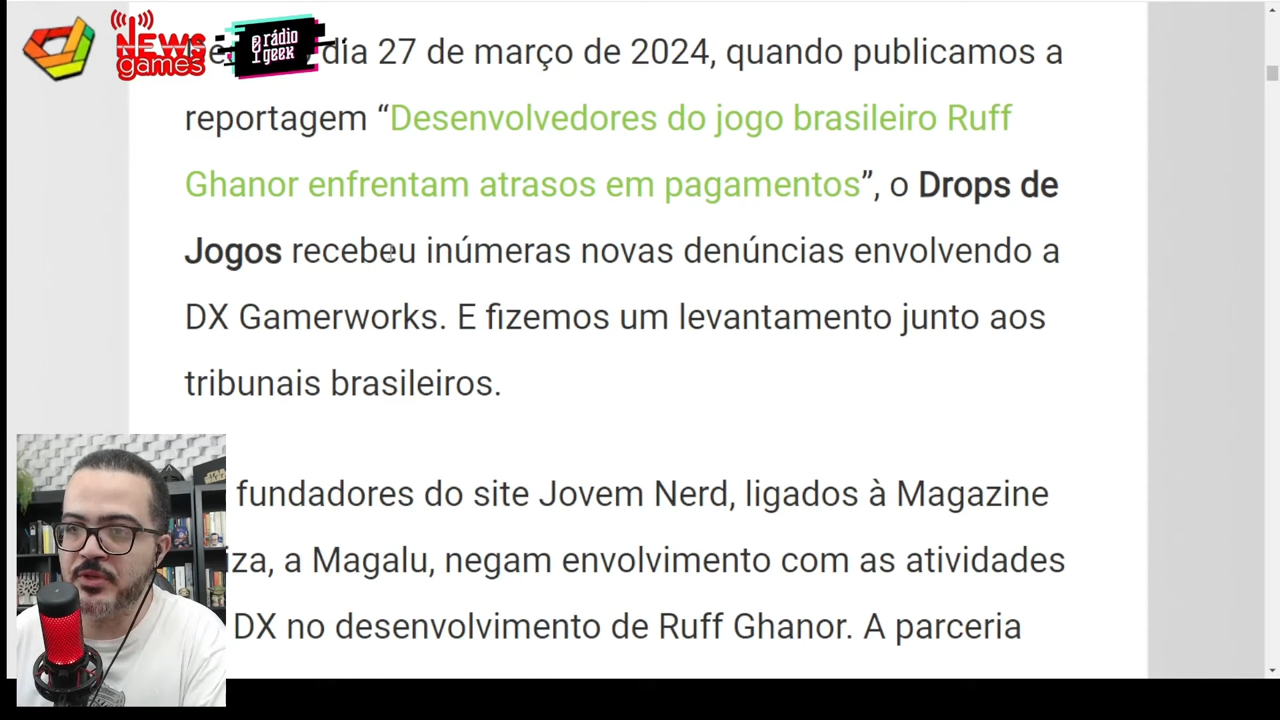 NEWS
games
rádio
geek
dia 27 de março de 2024, quando publicamos a
reportagem “Desenvolvedores do jogo brasileiro Ruff
Ghanor enfrentam atrasos em pagamentos”, o Drops de
Jogos recebeu inúmeras novas denúncias envolvendo a
DX Gamerworks. E fizemos um levantamento junto aos
tribunais brasileiros.
fundadores do site Jovem Nerd, ligados à Magazine
iza, a Magalu, negam envolvimento com as atividades
DX no desenvolvimento de Ruff Ghanor. A parceria
STAR
WARS